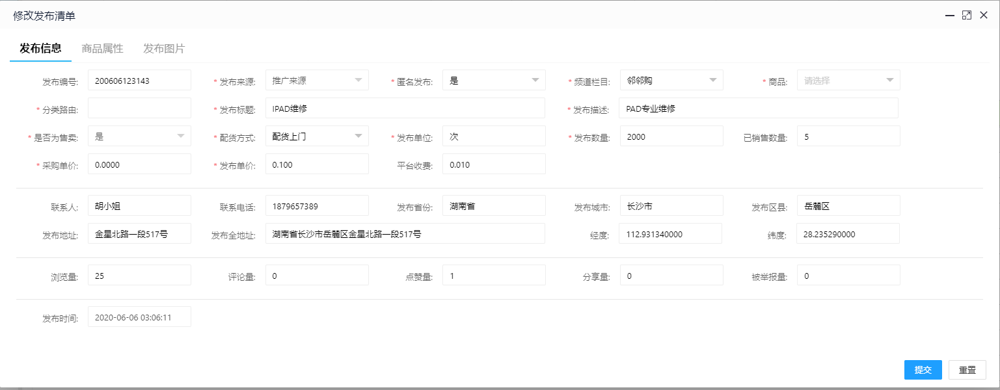 修改发布清单
发布信息 商品属性 发布图片
发布编号: 200606123143 * 发布来源: 推广来源 * 匿名发布: 是 * 频道栏目: 邻邻购 * 商品: 请选择
* 分类路由: * 发布标题: IPAD维修 * 发布描述: PAD专业维修
* 是否为售卖: 是 * 配货方式: 配货上门 * 发布单位: 次 * 发布数量: 2000 已销售数量: 5
* 采购单价: 0.0000 * 发布单价: 0.100 平台收费: 0.010
联系人: 胡小姐 联系电话: 1879657389 发布省份: 湖南省 发布城市: 长沙市 发布区县: 岳麓区
发布地址: 金星北路一段517号 发布全地址: 湖南省长沙市岳麓区金星北路一段517号 经度: 112.931340000 纬度: 28.235290000
浏览量: 25 评论量: 0 点赞量: 1 分享量: 0 被举报量: 0
发布时间: 2020-06-06 03:06:11
提交 重置